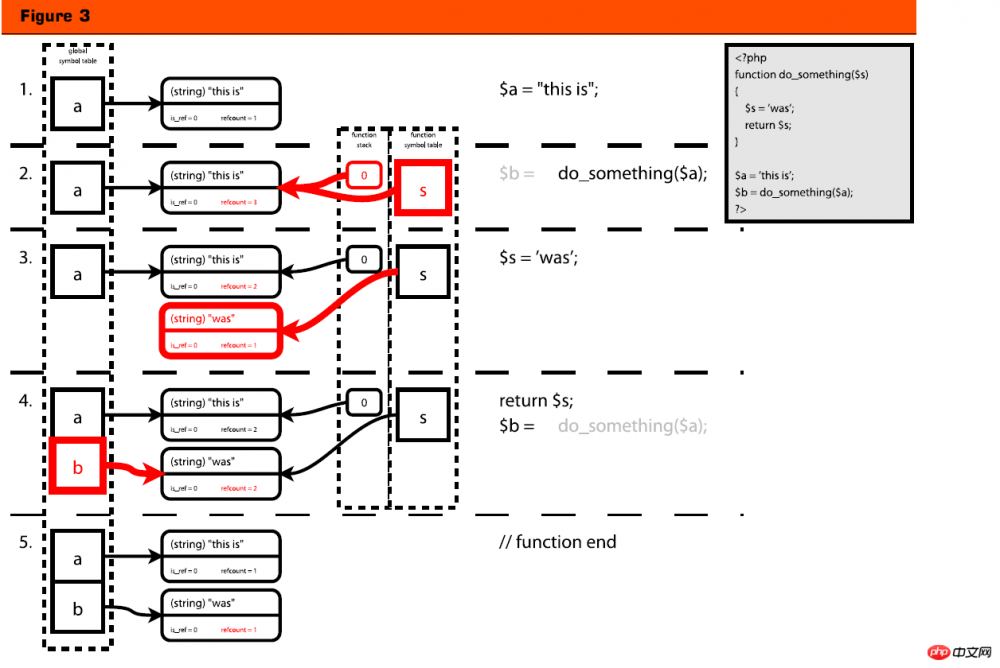 Figure 3
global
symbol table
1.
a
(string) "this is"
is_ref = 0 refcount = 1
$a = "this is";
function
stack
function
symbol table
2.
a
(string) "this is"
is_ref = 0 refcount = 3
0
s
$b = do_something($a);
3.
a
(string) "this is"
is_ref = 0 refcount = 2
0
s
$s = ’was’;
(string) "was"
is_ref = 0 refcount = 1
4.
a
(string) "this is"
is_ref = 0 refcount = 2
0
s
return $s;
$b = do_something($a);
b
(string) "was"
is_ref = 0 refcount = 2
5.
a
(string) "this is"
is_ref = 0 refcount = 1
// function end
b
(string) "was"
is_ref = 0 refcount = 1
<?php
function do_something($s)
{
$s = ’was’;
return $s;
}
$a = ’this is’;
$b = do_something($a);
?>
php 中文网